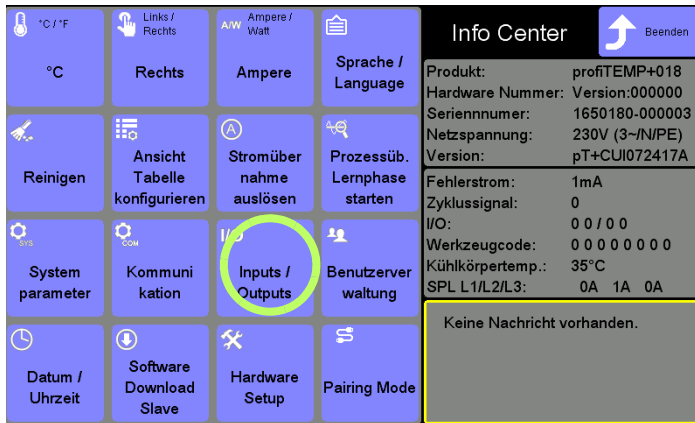 °C / °F
Links /
Rechts
A/W
Ampere /
Watt
°C
Rechts
Ampere
Sprache /
Language
Reinigen
Ansicht
Tabelle
konfigurieren
A
Stromüber
nahme
auslösen
Prozessüb.
Lernphase
starten
SYS
System
parameter
COM
Kommuni
kation
I/O
Inputs /
Outputs
Benutzerver
waltung
Datum /
Uhrzeit
Software
Download
Slave
Hardware
Setup
Pairing Mode
Info Center
Beenden
Produkt: profiTEMP+018
Hardware Nummer: Version:000000
Seriennnumer: 1650180-000003
Netzspannung: 230V (3~/N/PE)
Version: pT+CUI072417A
Fehlerstrom: 1mA
Zyklussignal: 0
I/O: 0 0 / 0 0
Werkzeugcode: 0 0 0 0 0 0 0 0
Kühlkörpertemp.: 35°C
SPL L1/L2/L3: 0A 1A 0A
Keine Nachricht vorhanden.